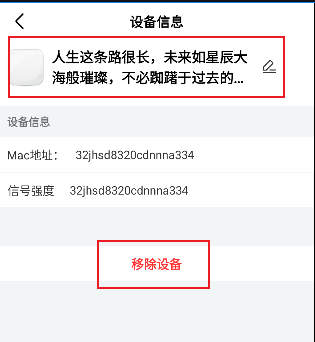 设备信息
人生这条路很长，未来如星辰大
海般璀璨，不必踟躇于过去的...
设备信息
Mac地址： 32jhsd8320cdnnna334
信号强度 32jhsd8320cdnnna334
移除设备